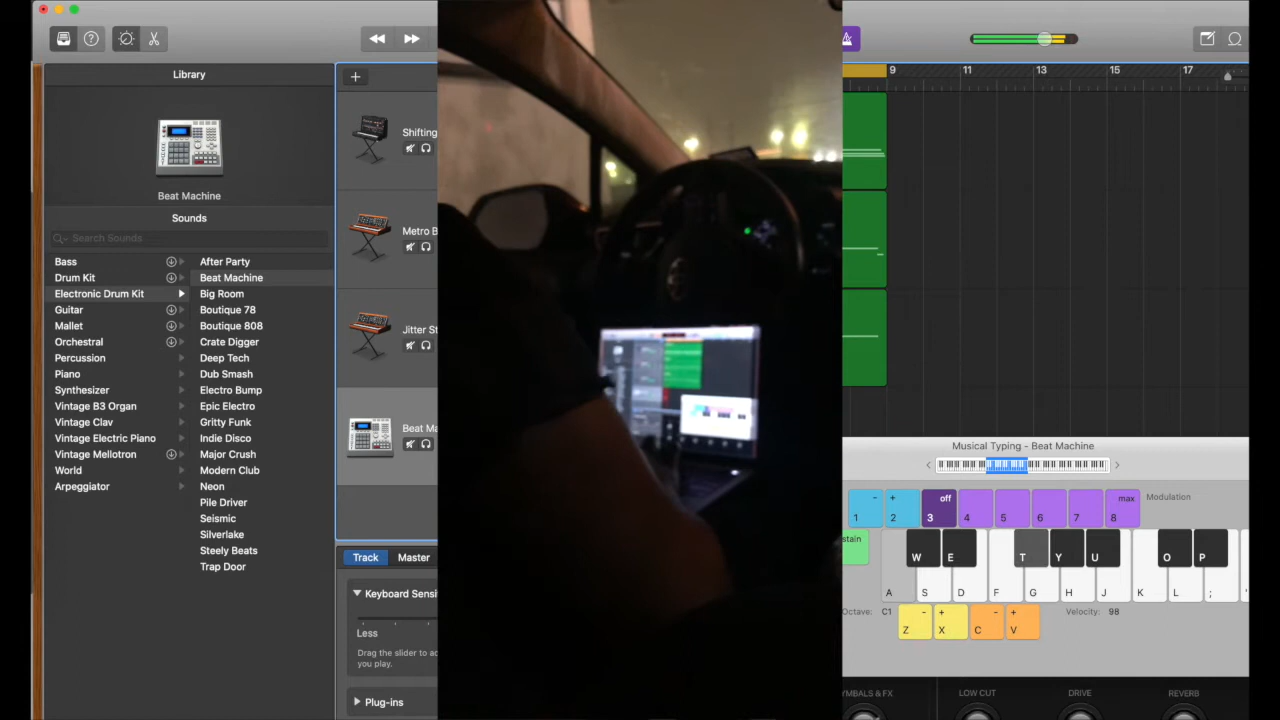 Library
9
11
13
15
17
Beat Machine
Sounds
Search Sounds
Bass
Drum Kit
Electronic Drum Kit
Guitar
Mallet
Orchestral
Percussion
Piano
Synthesizer
Vintage B3 Organ
Vintage Clav
Vintage Electric Piano
Vintage Mellotron
World
Arpeggiator
After Party
Beat Machine
Big Room
Boutique 78
Boutique 808
Crate Digger
Deep Tech
Dub Smash
Electro Bump
Epic Electro
Gritty Funk
Indie Disco
Major Crush
Modern Club
Neon
Pile Driver
Seismic
Silverlake
Steely Beats
Trap Door
Shifting
Metro B
Jitter St
Beat Ma
Track Master
Keyboard Sensi
Less
Drag the slider to ad
you play.
Plug-ins
Musical Typing - Beat Machine
- + off max Modulation
1 2 3 4 5 6 7 8
stain
W E T Y U O P
A S D F G H J K L ; '
Octave: C1 - + - + Velocity: 98
Z X C V
YMBALS & FX LOW CUT DRIVE REVERB